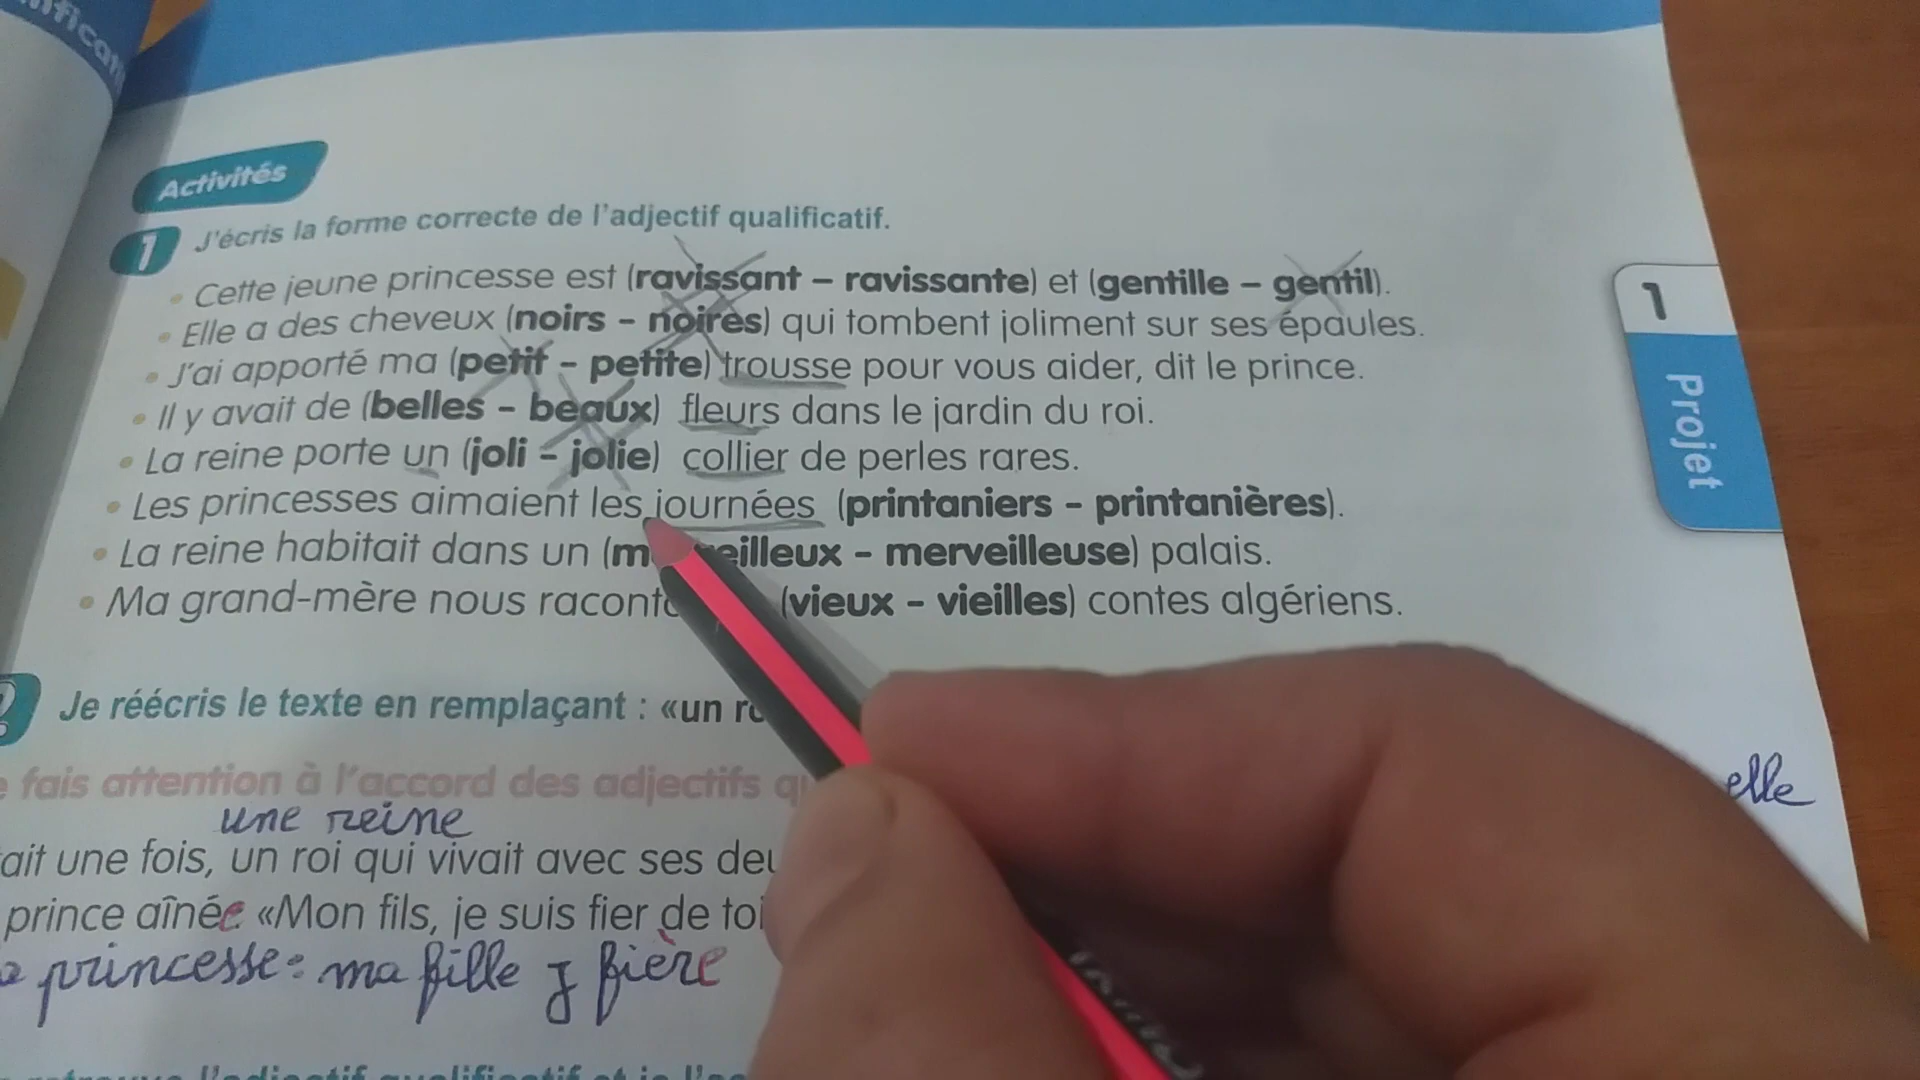 Activités
1 J'écris la forme correcte de l'adjectif qualificatif.
• Cette jeune princesse est (ravissant – ravissante) et (gentille – gentil).
• Elle a des cheveux (noirs – noires) qui tombent joliment sur ses épaules.
• J'ai apporté ma (petit – petite) trousse pour vous aider, dit le prince.
• Il y avait de (belles – beaux) fleurs dans le jardin du roi.
• La reine porte un (joli – jolie) collier de perles rares.
• Les princesses aimaient les journées (printaniers – printanières).
• La reine habitait dans un (m eilleux – merveilleuse) palais.
• Ma grand-mère nous (vieux – vieilles) contes algériens.
1
Projet
Je réécris le texte en remplaçant : «un
fais attention à l'accord des adjectifs
elle
une reine
une fois, un roi qui vivait avec ses
prince aînée «Mon fils, je suis fier de toi
princesse: ma fille fière
l'adjectif qualificatif et je